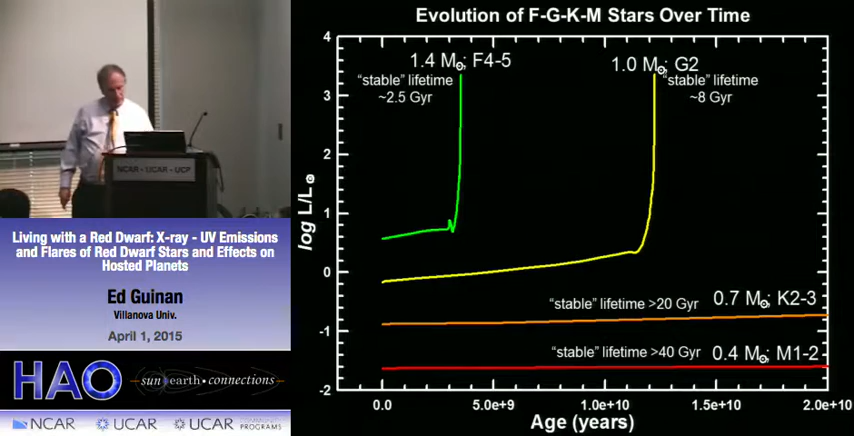 NCAR - UCAR - UCP
Living with a Red Dwarf: X-ray - UV Emissions
and Flares of Red Dwarf Stars and Effects on
Hosted Planets
Ed Guinan
Villanova Univ.
April 1, 2015
HAO
sun earth • connections
NCAR
UCAR
UCAR COMMUNITY
PROGRAMS
Evolution of F-G-K-M Stars Over Time
4
3
2
1
0
-1
-2
log L/L☉
1.4 M☉; F4-5
“stable” lifetime
~2.5 Gyr
1.0 M☉; G2
“stable” lifetime
~8 Gyr
“stable” lifetime >20 Gyr 0.7 M☉; K2-3
“stable” lifetime >40 Gyr 0.4 M☉; M1-2
0.0 5.0e+9 1.0e+10 1.5e+10 2.0e+10
Age (years)